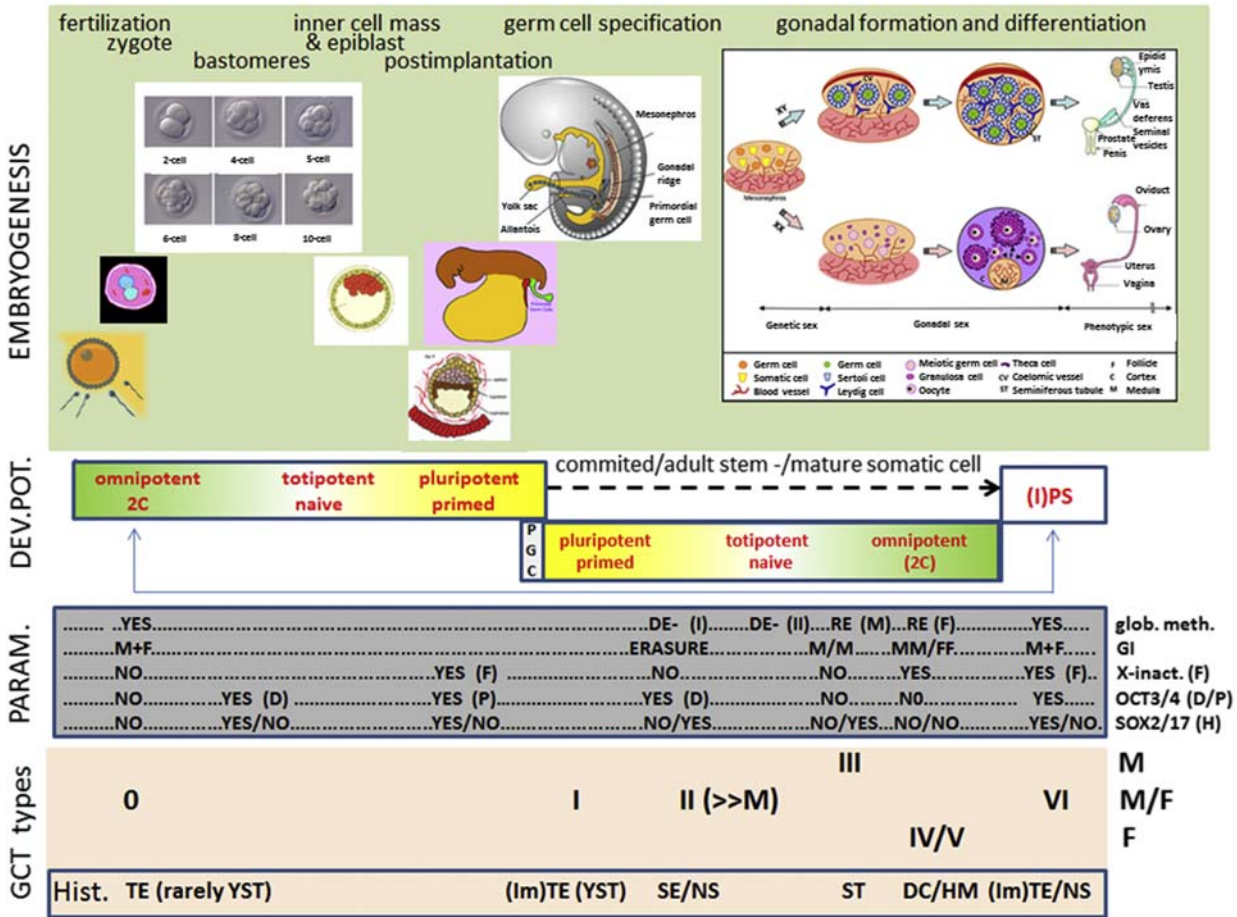 fertilization
zygote
bastomeres
inner cell mass
& epiblast
postimplantation
germ cell specification
gonadal formation and differentiation
EMBRYOGENESIS
2-cell 4-cell 5-cell
6-cell 8-cell 10-cell
Mesonephros
Gonadal
ridge
Primordial
germ cell
Yolk sac
Allantois
Mesonephros
XY
XX
CV
ST
C
M
Epidid
ymis
Testis
Vas
deferens
Seminal
vesicles
Prostate
Penis
Oviduct
Ovary
Uterus
Vagina
Genetic sex Gonadal sex Phenotypic sex
Germ cell Germ cell Meiotic germ cell Theca cell F Follicle
Somatic cell Sertoli cell Granulosa cell CV Coelomic vessel C Cortex
Blood vessel Leydig cell Oocyte ST Seminiferous tubule M Medula
DEV.POT.
omnipotent totipotent pluripotent
2C naive primed
commited/adult stem -/mature somatic cell
(I)PS
P
G
C
pluripotent totipotent omnipotent
primed naive (2C)
PARAM.
YES DE- (I) DE- (II) RE (M) RE (F) YES glob. meth.
M+F ERASURE M/M MM/FF M+F GI
NO YES (F) NO NO YES YES (F) X-inact. (F)
NO YES (D) YES (P) YES (D) NO N0 YES OCT3/4 (D/P)
NO YES/NO YES/NO NO/YES NO/YES NO/NO YES/NO SOX2/17 (H)
GCT types
III M
0 I II (>>M) VI M/F
IV/V F
Hist. TE (rarely YST) (Im)TE (YST) SE/NS ST DC/HM (Im)TE/NS